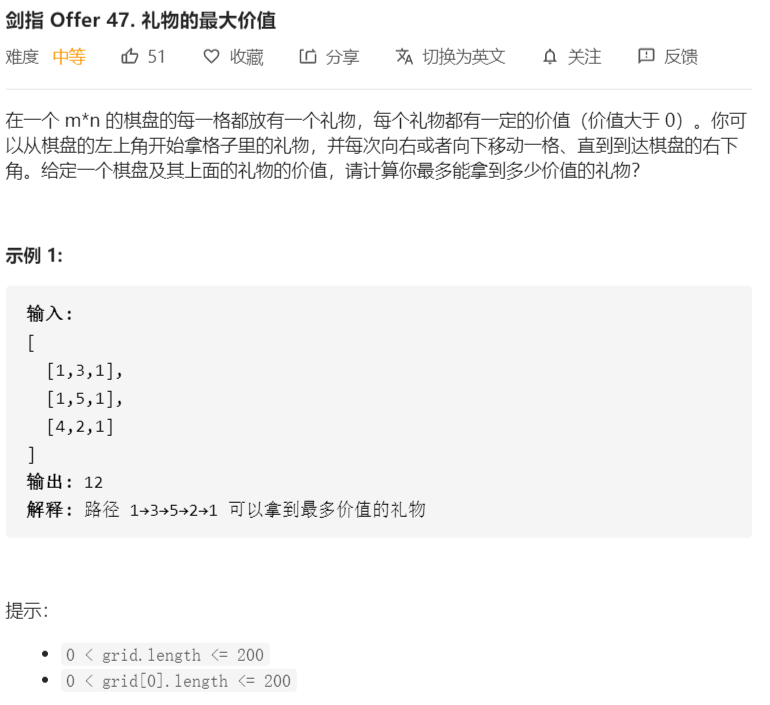 剑指 Offer 47. 礼物的最大价值
难度 中等 51 收藏 分享 切换为英文 关注 反馈
在一个 m*n 的棋盘的每一格都放有一个礼物，每个礼物都有一定的价值（价值大于 0）。你可
以从棋盘的左上角开始拿格子里的礼物，并每次向右或者向下移动一格、直到到达棋盘的右下
角。给定一个棋盘及其上面的礼物的价值，请计算你最多能拿到多少价值的礼物？
示例 1:
输入:
[
[1,3,1],
[1,5,1],
[4,2,1]
]
输出: 12
解释: 路径 1→3→5→2→1 可以拿到最多价值的礼物
提示：
• 0 < grid.length <= 200
• 0 < grid[0].length <= 200